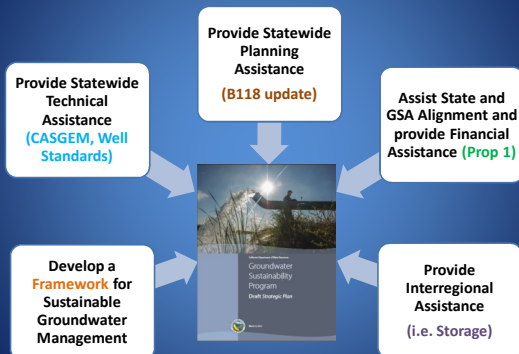 Provide Statewide
Planning
Assistance
(B118 update)
Provide Statewide
Technical
Assistance
(CASGEM, Well
Standards)
Assist State and
GSA Alignment and
provide Financial
Assistance (Prop 1)
Groundwater
Sustainability
Program
Draft Strategic Plan
Develop a
Framework for
Sustainable
Groundwater
Management
Provide
Interregional
Assistance
(i.e. Storage)